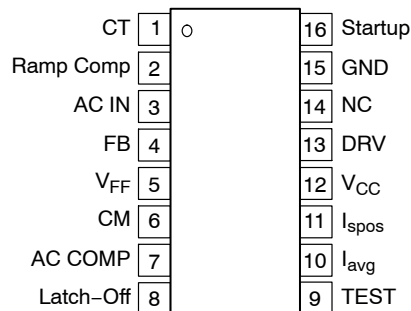 CT 1 16 Startup
Ramp Comp 2 15 GND
AC IN 3 14 NC
FB 4 13 DRV
VFF 5 12 VCC
CM 6 11 Ispos
AC COMP 7 10 Iavg
Latch−Off 8 9 TEST